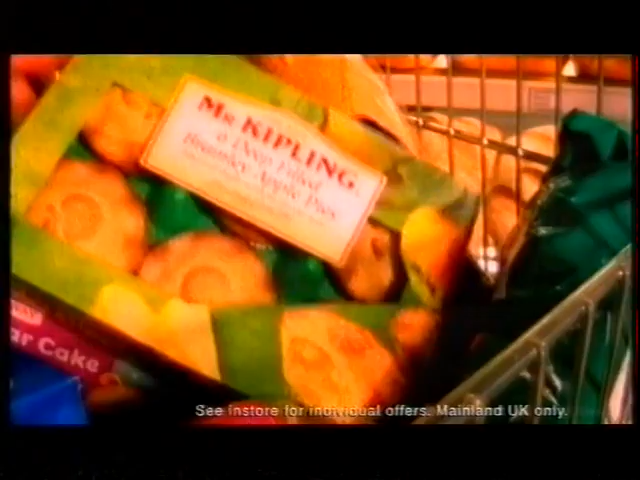 Mr KIPLING
6 Deep Filled
Bramley Apple Pies
ar Cake
See instore for individual offers. Mainland UK only.